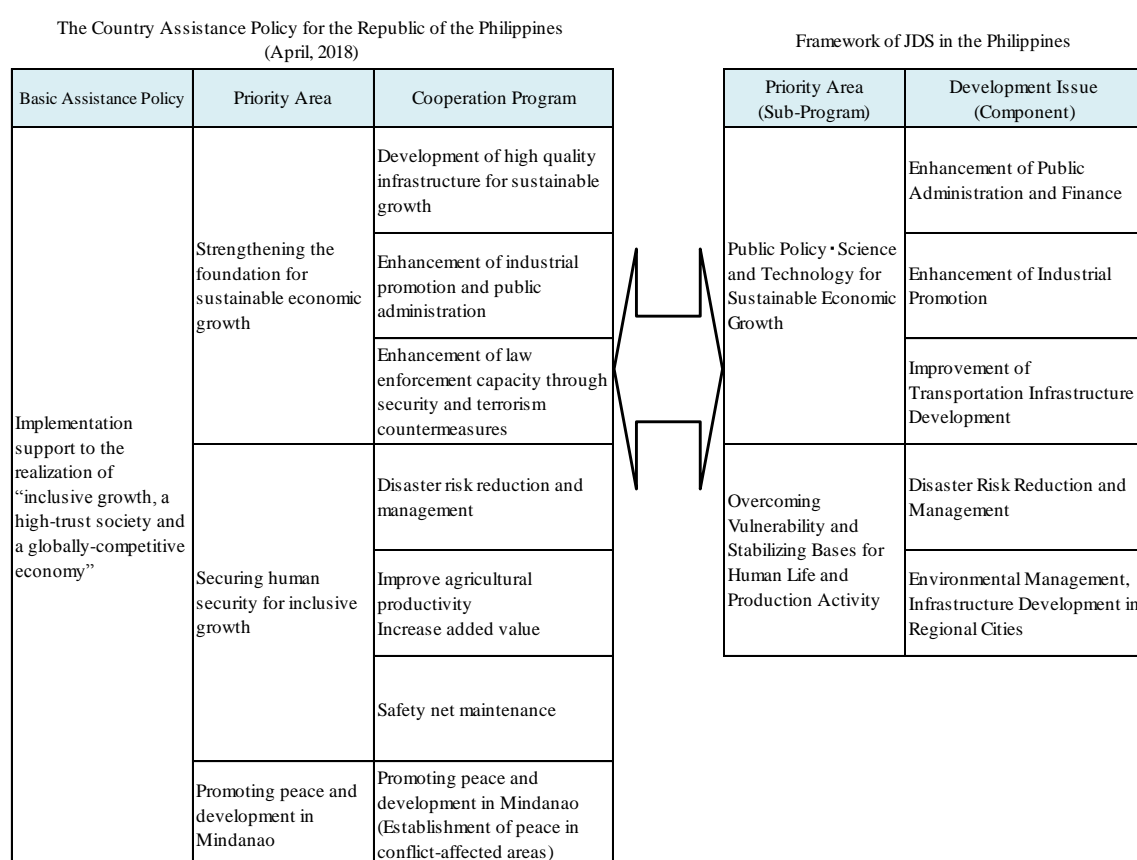 The Country Assistance Policy for the Republic of the Philippines
(April, 2018)
Basic Assistance Policy
Priority Area
Cooperation Program
Implementation
support to the
realization of
“inclusive growth, a
high-trust society and
a globally-competitive
economy”
Strengthening the
foundation for
sustainable economic
growth
Development of high quality
infrastructure for sustainable
growth
Enhancement of industrial
promotion and public
administration
Enhancement of law
enforcement capacity through
security and terrorism
countermeasures
Securing human
security for inclusive
growth
Disaster risk reduction and
management
Improve agricultural
productivity
Increase added value
Safety net maintenance
Promoting peace and
development in
Mindanao
Promoting peace and
development in Mindanao
(Establishment of peace in
conflict-affected areas)
Framework of JDS in the Philippines
Priority Area
(Sub-Program)
Development Issue
(Component)
Public Policy・Science
and Technology for
Sustainable Economic
Growth
Enhancement of Public
Administration and Finance
Enhancement of Industrial
Promotion
Improvement of
Transportation Infrastructure
Development
Overcoming
Vulnerability and
Stabilizing Bases for
Human Life and
Production Activity
Disaster Risk Reduction and
Management
Environmental Management,
Infrastructure Development in
Regional Cities